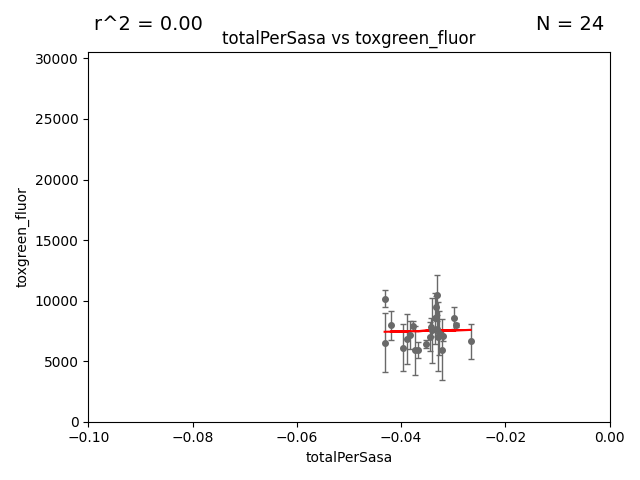 r^2 = 0.00
N = 24
totalPerSasa vs toxgreen_fluor
30000
25000
20000
15000
10000
5000
0
toxgreen_fluor
−0.10
−0.08
−0.06
−0.04
−0.02
0.00
totalPerSasa